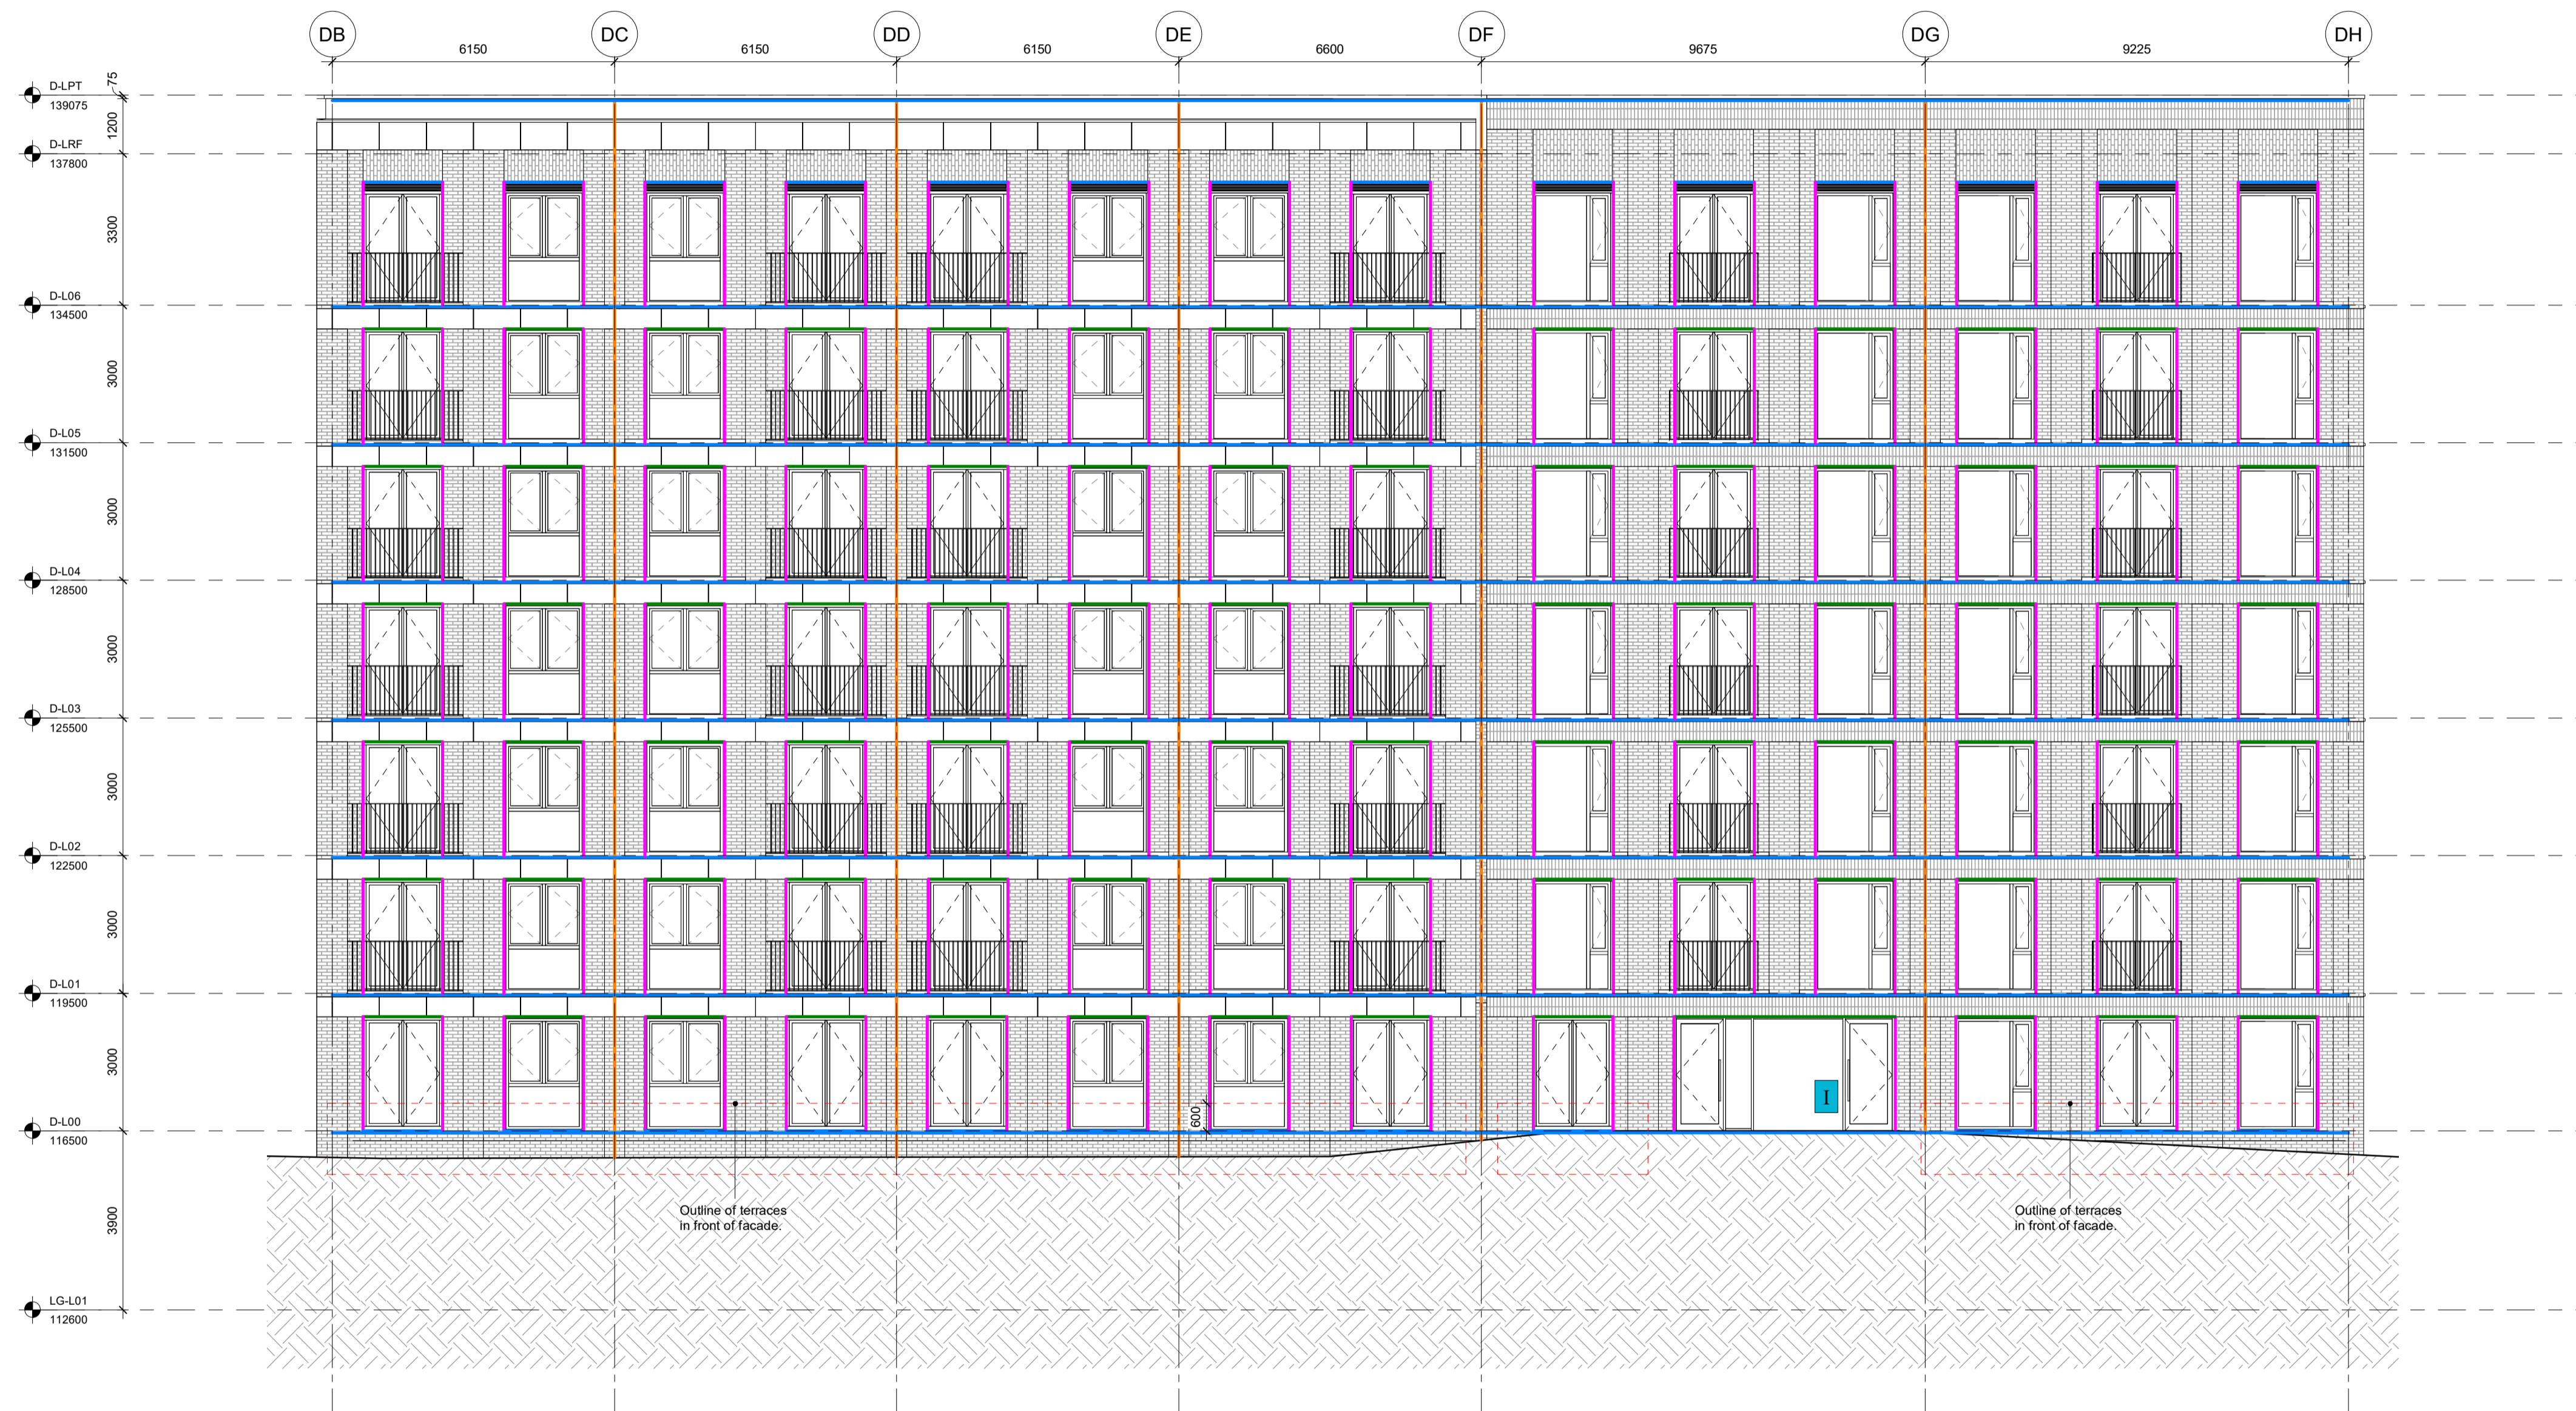 DB
DC
DD
DE
DF
DG
DH
6150
6150
6150
6600
9675
9225
75
D-LPT
139075
1200
D-LRF
137800
3300
D-L06
134500
3000
D-L05
131500
3000
D-L04
128500
3000
D-L03
125500
3000
D-L02
122500
3000
D-L01
119500
3000
I
600
D-L00
116500
3900
Outline of terraces
in front of facade.
Outline of terraces
in front of facade.
LG-L01
112600